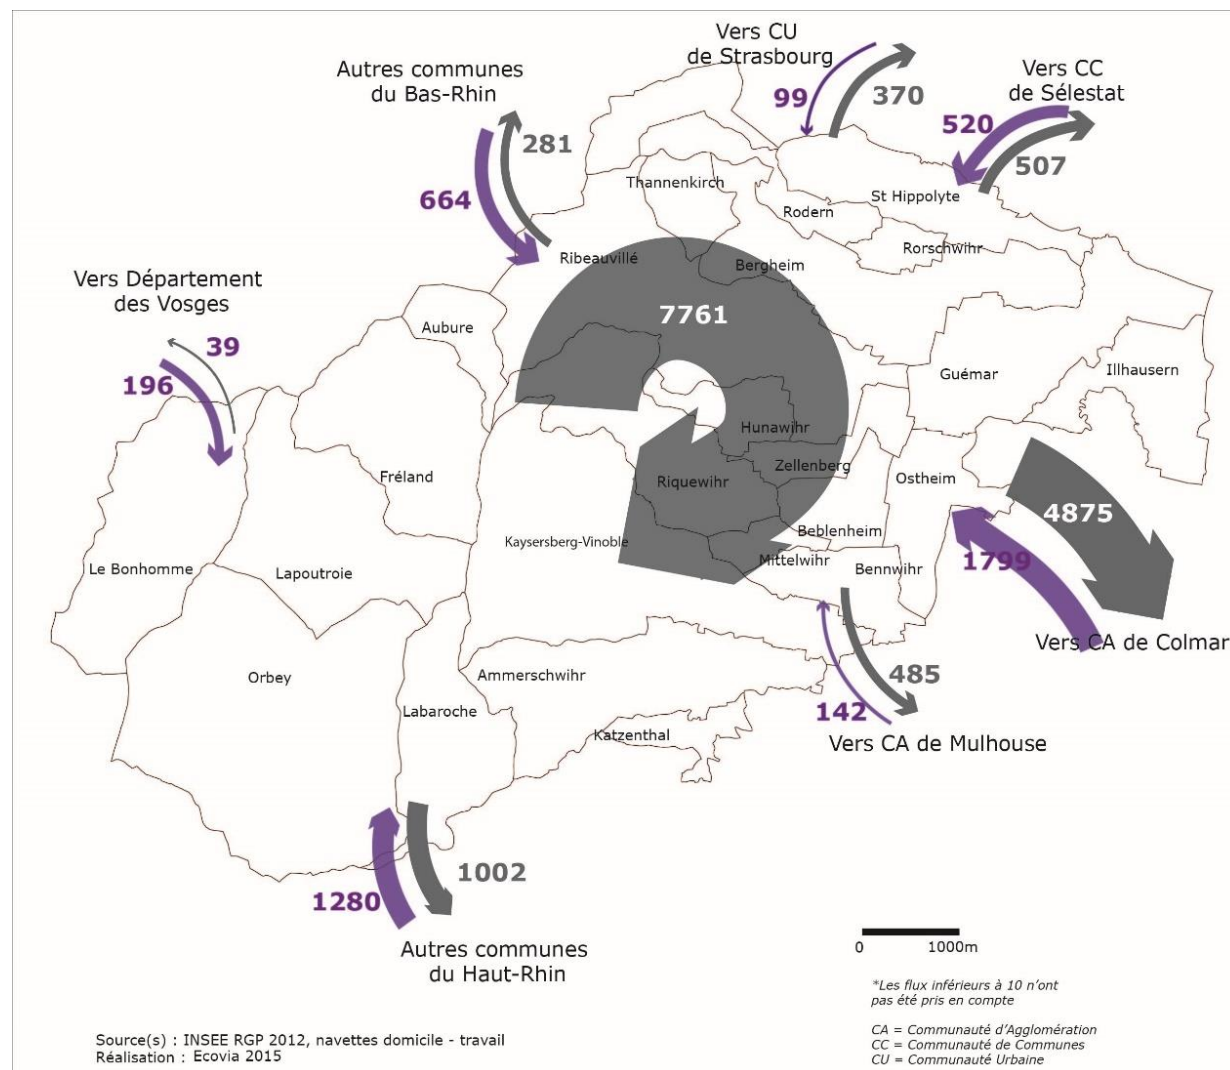 Vers CU
de Strasbourg
Autres communes
du Bas-Rhin
Vers CC
de Sélestat
99
370
520
507
281
664
Thannenkirch
Rodern
St Hippolyte
Rorschwihr
Ribeauvillé
Bergheim
Vers Département
des Vosges
7761
Aubure
39
196
Guémar
Illhausern
Hunawihr
Zellenberg
Fréland
Riquewihr
Ostheim
4875
Beblenheim
Kaysersberg-Vinoble
Mittelwihr
Bennwihr
1799
Le Bonhomme
Lapoutroie
Vers CA de Colmar
Orbey
Ammerschwihr
485
Labaroche
142
Katzenthal
Vers CA de Mulhouse
1002
1280
Autres communes
du Haut-Rhin
0 1000m
*Les flux inférieurs à 10 n'ont
pas été pris en compte
CA = Communauté d'Agglomération
CC = Communauté de Communes
CU = Communauté Urbaine
Source(s) : INSEE RGP 2012, navettes domicile - travail
Réalisation : Ecovia 2015